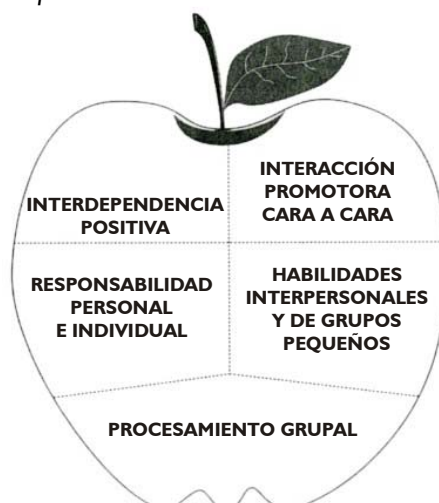 INTERDEPENDENCIA
POSITIVA
INTERACCIÓN
PROMOTORA
CARA A CARA
RESPONSABILIDAD
PERSONAL
E INDIVIDUAL
HABILIDADES
INTERPERSONALES
Y DE GRUPOS
PEQUEÑOS
PROCESAMIENTO GRUPAL